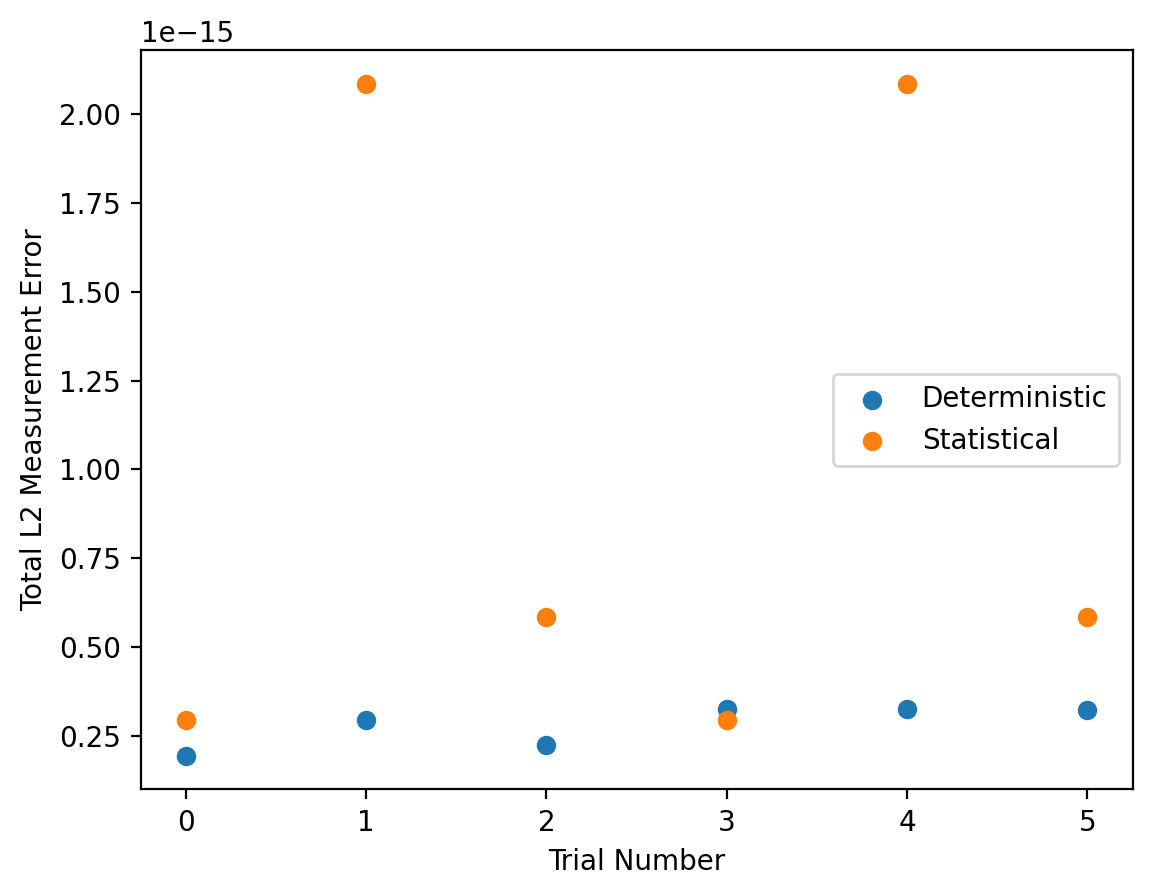 1e−15
2.00
1.75
1.50
1.25
1.00
0.75
0.50
0.25
Total L2 Measurement Error
Deterministic
Statistical
0 1 2 3 4 5
Trial Number